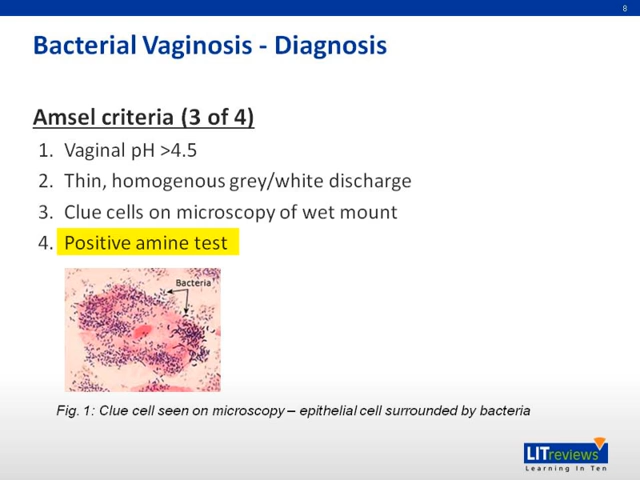 8
Bacterial Vaginosis - Diagnosis
Amsel criteria (3 of 4)
1. Vaginal pH >4.5
2. Thin, homogenous grey/white discharge
3. Clue cells on microscopy of wet mount
4. Positive amine test
Bacteria
Fig. 1: Clue cell seen on microscopy – epithelial cell surrounded by bacteria
LITreviews
Learning In Ten